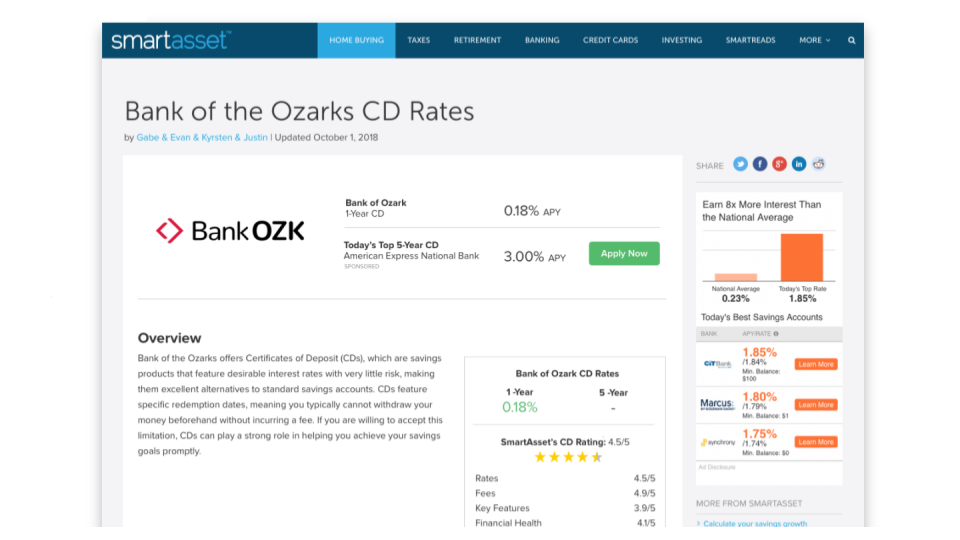 smartasset™
HOME BUYING
TAXES
RETIREMENT
BANKING
CREDIT CARDS
INVESTING
SMARTREADS
MORE
Bank of the Ozarks CD Rates
by Gabe & Evan & Kyrsten & Justin | Updated October 1, 2018
BankOZK
Bank of Ozark
1-Year CD
0.18% APY
Today's Top 5-Year CD
American Express National Bank
SPONSORED
3.00% APY
Apply Now
Overview
Bank of the Ozarks offers Certificates of Deposit (CDs), which are savings
products that feature desirable interest rates with very little risk, making
them excellent alternatives to standard savings accounts. CDs feature
specific redemption dates, meaning you typically cannot withdraw your
money beforehand without incurring a fee. If you are willing to accept this
limitation, CDs can play a strong role in helping you achieve your savings
goals promptly.
Bank of Ozark CD Rates
1-Year
5-Year
0.18%
-
SmartAsset's CD Rating: 4.5/5
Rates 4.5/5
Fees 4.9/5
Key Features 3.9/5
Financial Health 4.1/5
SHARE
Earn 8x More Interest Than
the National Average
National Average
0.23%
Today's Top Rate
1.85%
Today's Best Savings Accounts
BANK
APY/RATE
citBank
1.85%
/1.84%
Min. Balance:
$100
Learn More
Marcus:
1.80%
/1.79%
Min. Balance: $1
Learn More
synchrony
1.75%
/1.74%
Min. Balance: $0
Learn More
Ad Disclosure
MORE FROM SMARTASSET
› Calculate your savings growth